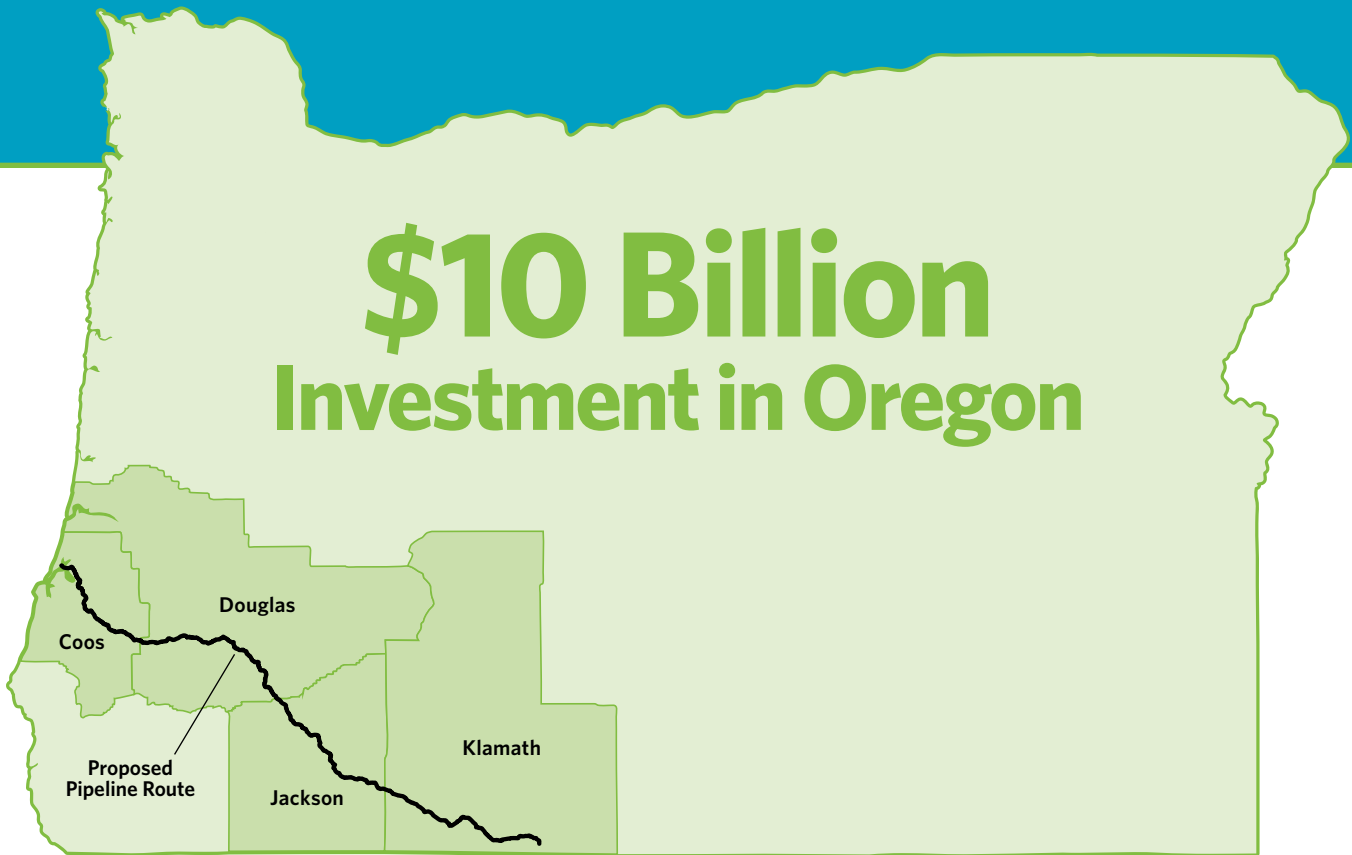 $10 Billion
Investment in Oregon
Douglas
Coos
Klamath
Proposed
Pipeline Route
Jackson